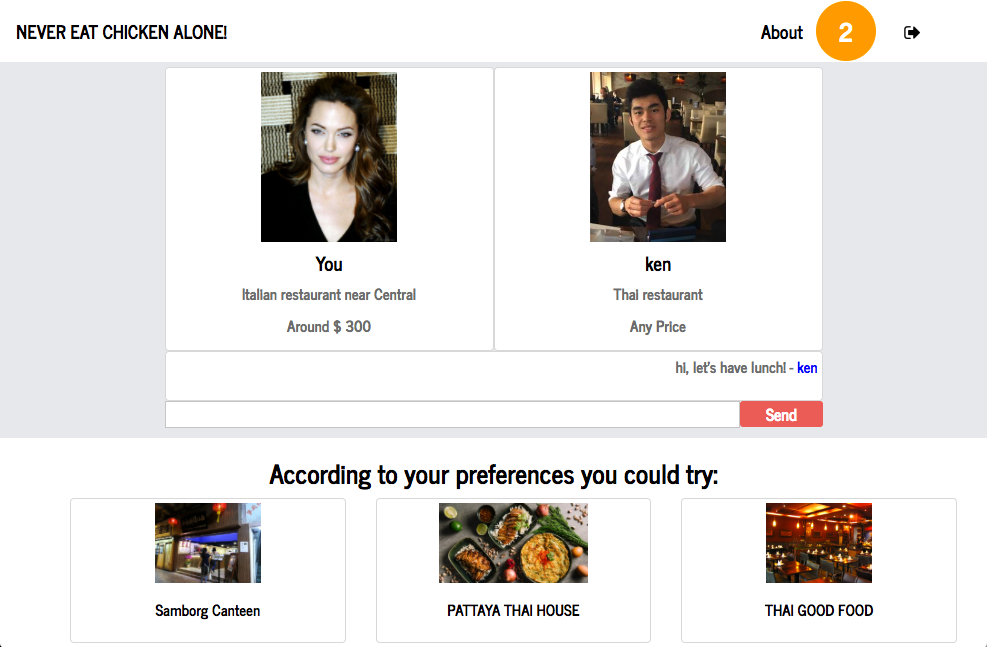 NEVER EAT CHICKEN ALONE!
About
2
You
Italian restaurant near Central
Around $ 300
ken
Thai restaurant
Any Price
hi, let's have lunch! - ken
Send
According to your preferences you could try:
Samborg Canteen
PATTAYA THAI HOUSE
THAI GOOD FOOD